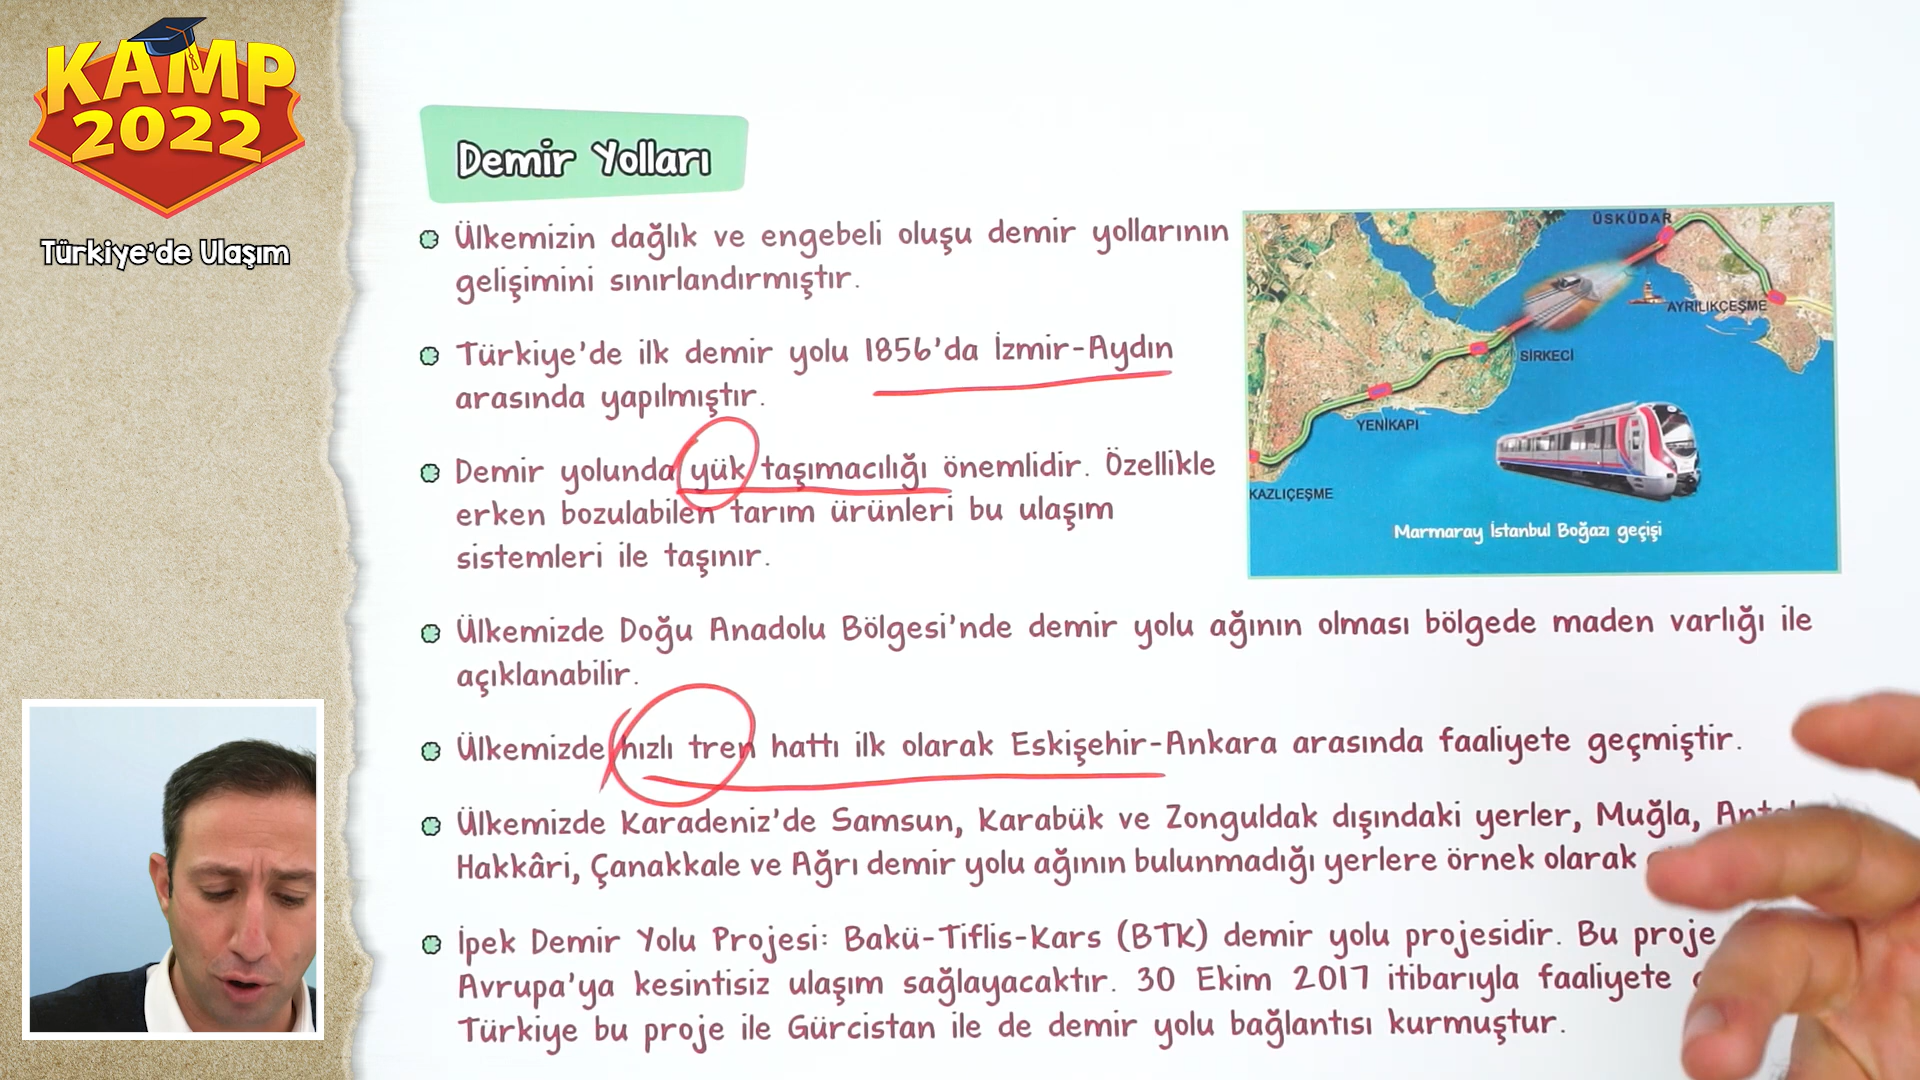 KAMP
2022
Türkiye'de Ulaşım
Demir Yolları
Ülkemizin dağlık ve engebeli oluşu demir yollarının
gelişimini sınırlandırmıştır.
Türkiye'de ilk demir yolu 1856'da İzmir-Aydın
arasında yapılmıştır.
Demir yolunda yük taşımacılığı önemlidir. Özellikle
erken bozulabilen tarım ürünleri bu ulaşım
sistemleri ile taşınır.
ÜSKÜDAR
AYRILIKÇEŞME
SİRKECİ
YENİKAPI
KAZLIÇEŞME
Marmaray İstanbul Boğazı geçişi
Ülkemizde Doğu Anadolu Bölgesi'nde demir yolu ağının olması bölgede maden varlığı ile
açıklanabilir.
Ülkemizde hızlı tren hattı ilk olarak Eskişehir-Ankara arasında faaliyete geçmiştir.
Ülkemizde Karadeniz'de Samsun, Karabük ve Zonguldak dışındaki yerler, Muğla,
Hakkâri, Çanakkale ve Ağrı demir yolu ağının bulunmadığı yerlere örnek olarak
İpek Demir Yolu Projesi: Bakü-Tiflis-Kars (BTK) demir yolu projesidir. Bu proje
Avrupa'ya kesintisiz ulaşım sağlayacaktır. 30 Ekim 2017 itibarıyla faaliyete
Türkiye bu proje ile Gürcistan ile de demir yolu bağlantısı kurmuştur.